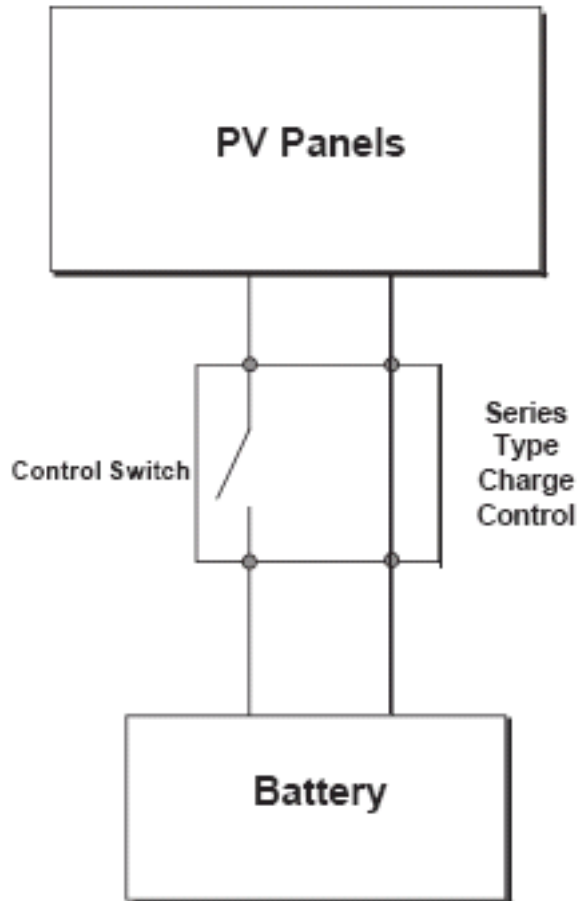 PV Panels
Control Switch
Series
Type
Charge
Control
Battery